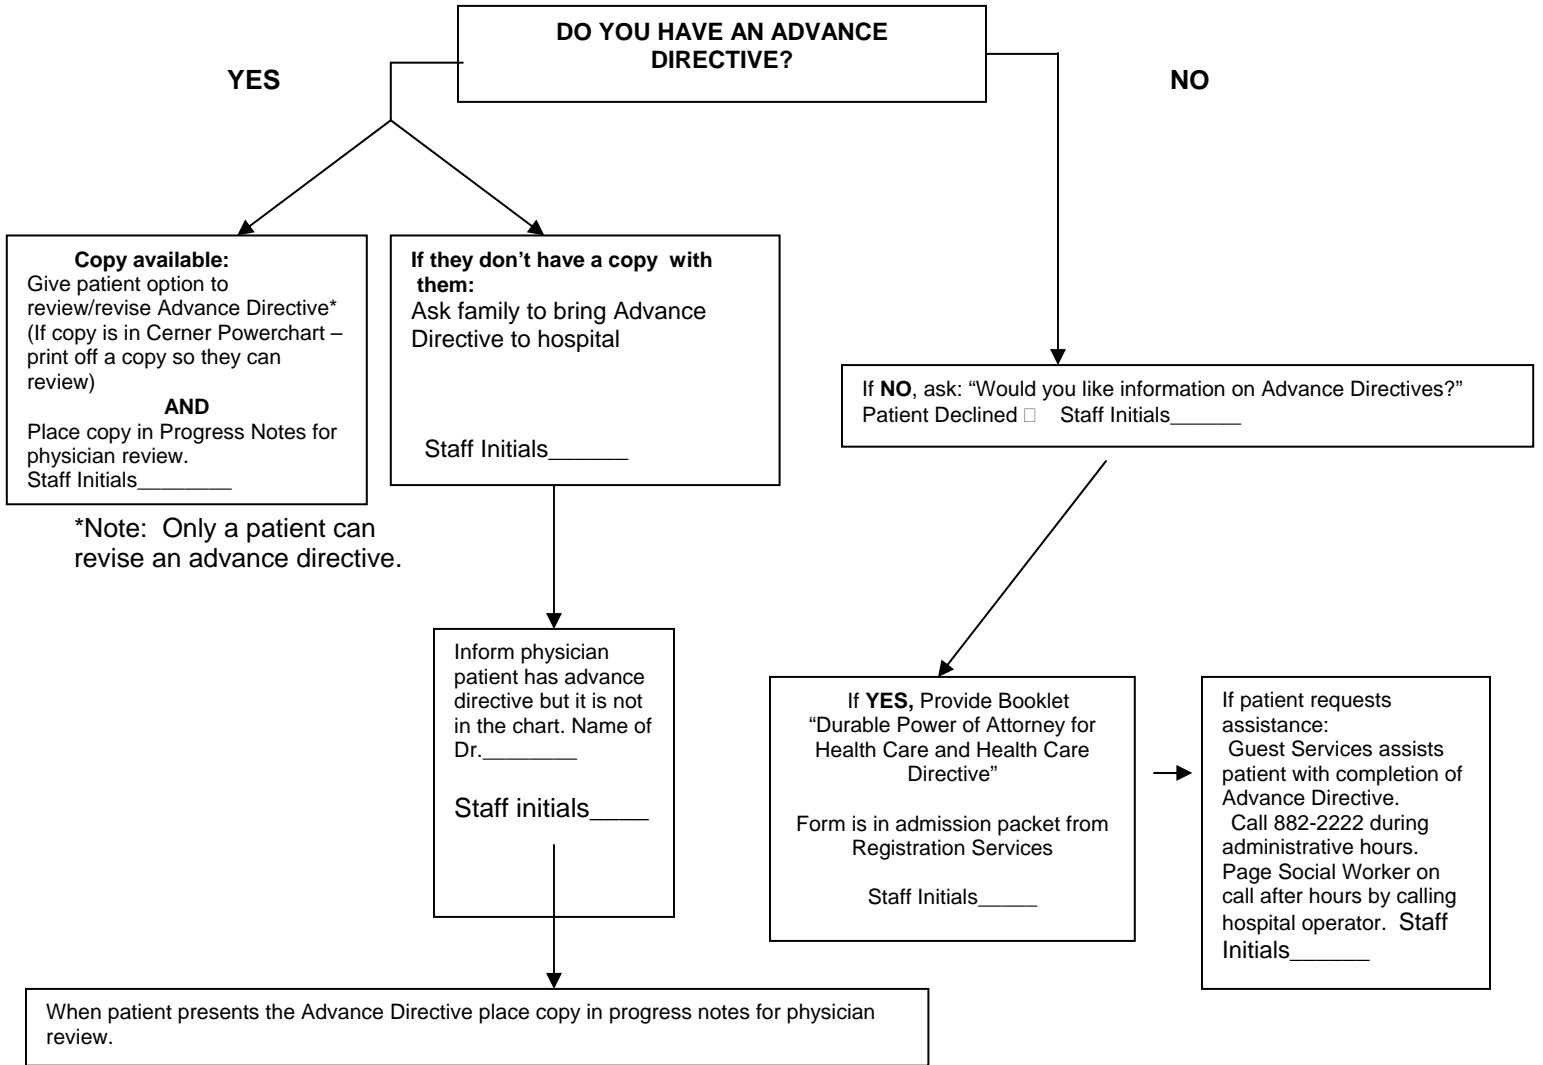 DO YOU HAVE AN ADVANCE
DIRECTIVE?
YES
NO
Copy available:
Give patient option to
review/revise Advance Directive*
(If copy is in Cerner Powerchart –
print off a copy so they can
review)
AND
Place copy in Progress Notes for
physician review.
Staff Initials________
*Note:  Only a patient can
revise an advance directive.
If they don’t have a copy  with
them:
Ask family to bring Advance
Directive to hospital
Staff Initials______
Inform physician
patient has advance
directive but it is not
in the chart. Name of
Dr.________
Staff initials____
When patient presents the Advance Directive place copy in progress notes for physician
review.
If NO, ask: “Would you like information on Advance Directives?”
Patient Declined □    Staff Initials______
If YES, Provide Booklet
“Durable Power of Attorney for
Health Care and Health Care
Directive”
Form is in admission packet from
Registration Services
Staff Initials_____
If patient requests
assistance:
Guest Services assists
patient with completion of
Advance Directive.
Call 882-2222 during
administrative hours.
Page Social Worker on
call after hours by calling
hospital operator.  Staff
Initials______